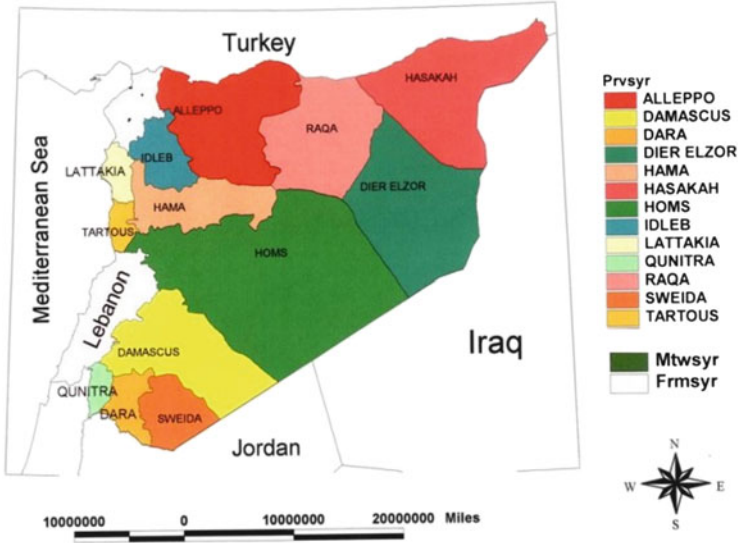 Turkey
Mediterranean Sea
Lebanon
Iraq
Jordan
ALLEPPO
HASAKAH
RAQA
IDLEB
LATTAKIA
DIER ELZOR
HAMA
TARTOUS
HOMS
DAMASCUS
QUNITRA
DARA
SWEIDA
Prvsyr
ALLEPPO
DAMASCUS
DARA
DIER ELZOR
HAMA
HASAKAH
HOMS
IDLEB
LATTAKIA
QUNITRA
RAQA
SWEIDA
TARTOUS
Mtwsyr
Frmsyr
N
W E
S
10000000 0 10000000 20000000 Miles